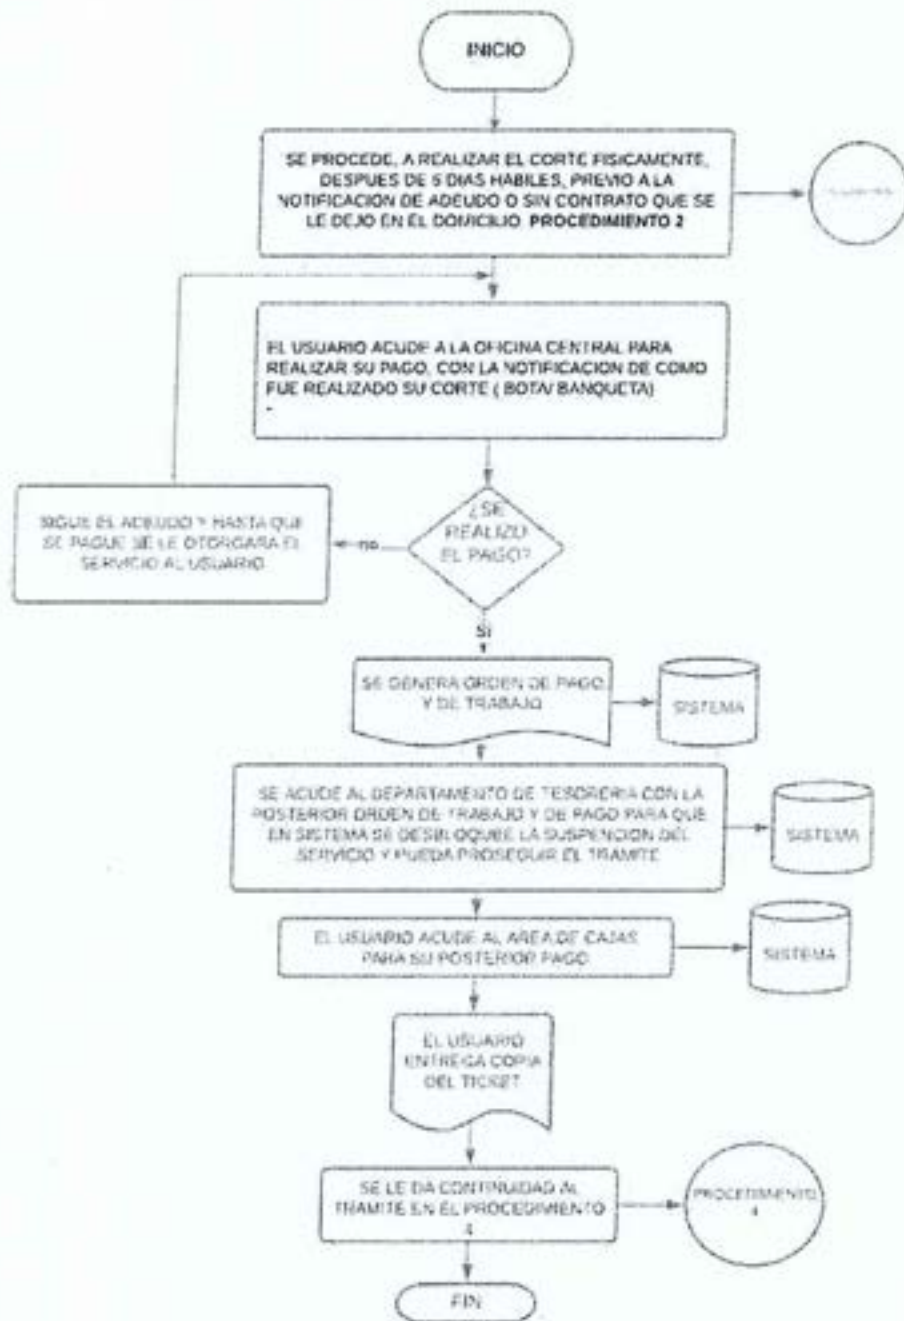 INICIO
SE PROCEDE, A REALIZAR EL CORTE FISICAMENTE,
DESPUES DE 5 DIAS HABILES, PREVIO A LA
NOTIFICACION DE ADEUDO O SIN CONTRATO QUE SE
LE DEJO EN EL DOMICILIO. PROCEDIMIENTO 2
EL USUARIO ACUDE A LA OFICINA CENTRAL PARA
REALIZAR SU PAGO, CON LA NOTIFICACION DE COMO
FUE REALIZADO SU CORTE ( BOTA/ BANQUETA)
-
¿SE
REALIZO
EL PAGO?
no
SIGUE EL ADEUDO Y HASTA QUE
SE PAGUE SE LE OTORGARA EL
SERVICIO AL USUARIO
Si
SE GENERA ORDEN DE PAGO
Y DE TRABAJO
SISTEMA
SE ACUDE AL DEPARTAMENTO DE TESORERIA CON LA
POSTERIOR ORDEN DE TRABAJO Y DE PAGO PARA QUE
EN SISTEMA SE DESBLOQUEE LA SUSPENCION DEL
SERVICIO Y PUEDA PROSEGUIR EL TRAMITE
SISTEMA
EL USUARIO ACUDE AL AREA DE CAJAS
PARA SU POSTERIOR PAGO
SISTEMA
EL USUARIO
ENTREGA COPIA
DEL TICKET
SE LE DA CONTINUIDAD AL
TRAMITE EN EL PROCEDIMIENTO
4
PROCEDIMIENTO
4
FIN